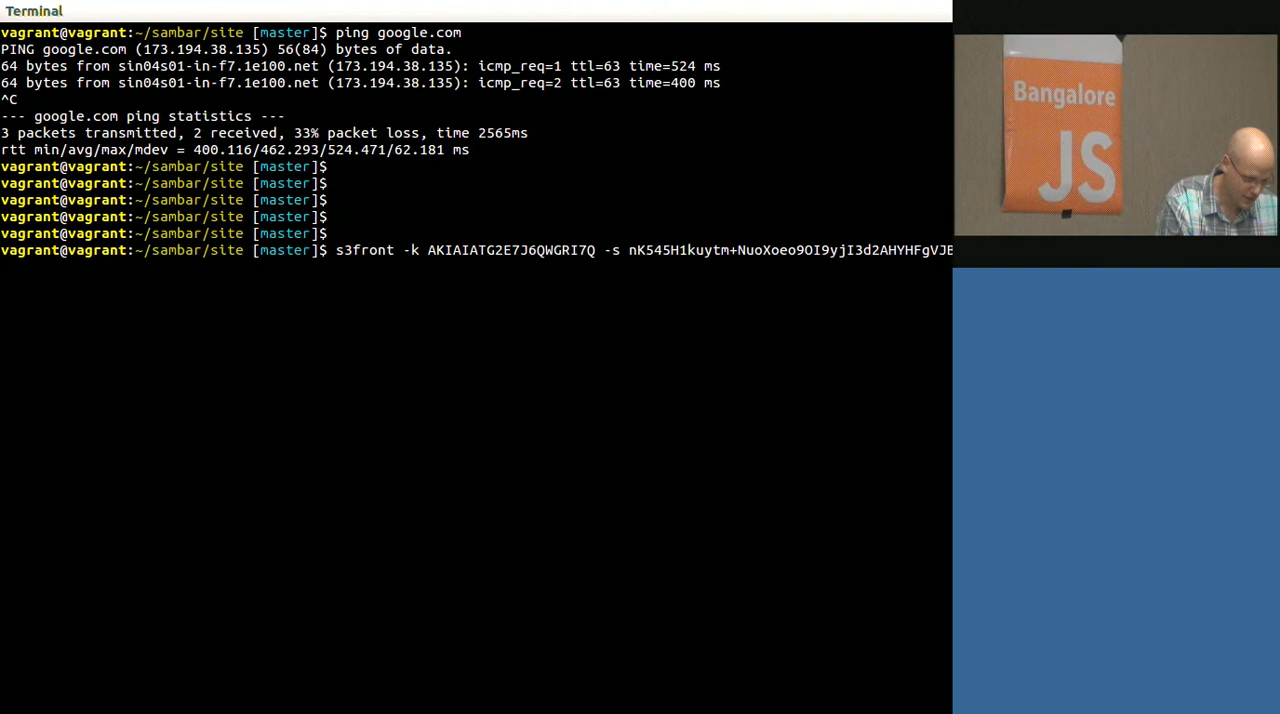 Terminal
vagrant@vagrant:~/sambar/site [master]$ ping google.com
PING google.com (173.194.38.135) 56(84) bytes of data.
64 bytes from sin04s01-in-f7.1e100.net (173.194.38.135): icmp_req=1 ttl=63 time=524 ms
64 bytes from sin04s01-in-f7.1e100.net (173.194.38.135): icmp_req=2 ttl=63 time=400 ms
^C
--- google.com ping statistics ---
3 packets transmitted, 2 received, 33% packet loss, time 2565ms
rtt min/avg/max/mdev = 400.116/462.293/524.471/62.181 ms
vagrant@vagrant:~/sambar/site [master]$
vagrant@vagrant:~/sambar/site [master]$
vagrant@vagrant:~/sambar/site [master]$
vagrant@vagrant:~/sambar/site [master]$
vagrant@vagrant:~/sambar/site [master]$
vagrant@vagrant:~/sambar/site [master]$ s3front -k AKIAIATG2E7J6QWGRI7Q -s nK545H1kuytm+NuoXoeo9OI9yjI3d2AHYHFgVJB
Bangalore
JS